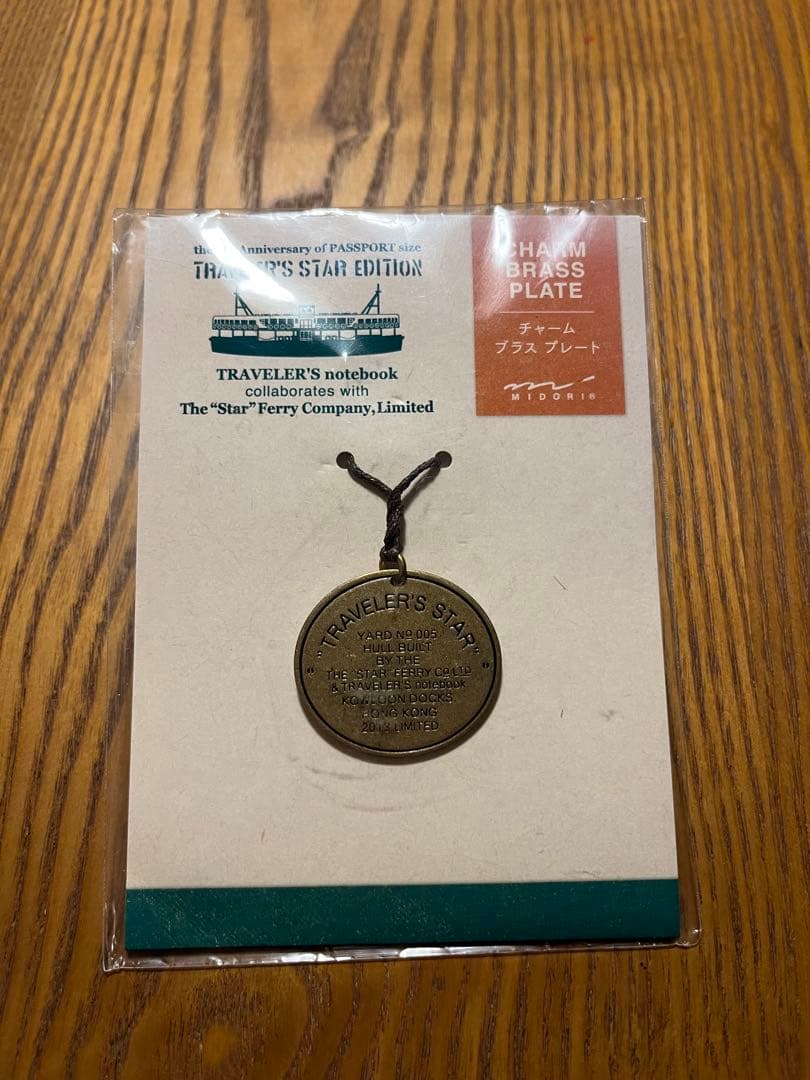 the Anniversary of PASSPORT size
TRAVELER'S STAR EDITION
TRAVELER'S notebook
collaborates with
The "Star" Ferry Company, Limited
CHARM
BRASS
PLATE
チャーム
ブラス プレート
MIDORI®
"TRAVELER'S STAR"
YARD No 005
HULL BUILT
BY THE
THE "STAR" FERRY Co LTD
& TRAVELER'S notebook
KOWLOON DOCKS
HONG KONG
2013 LIMITED